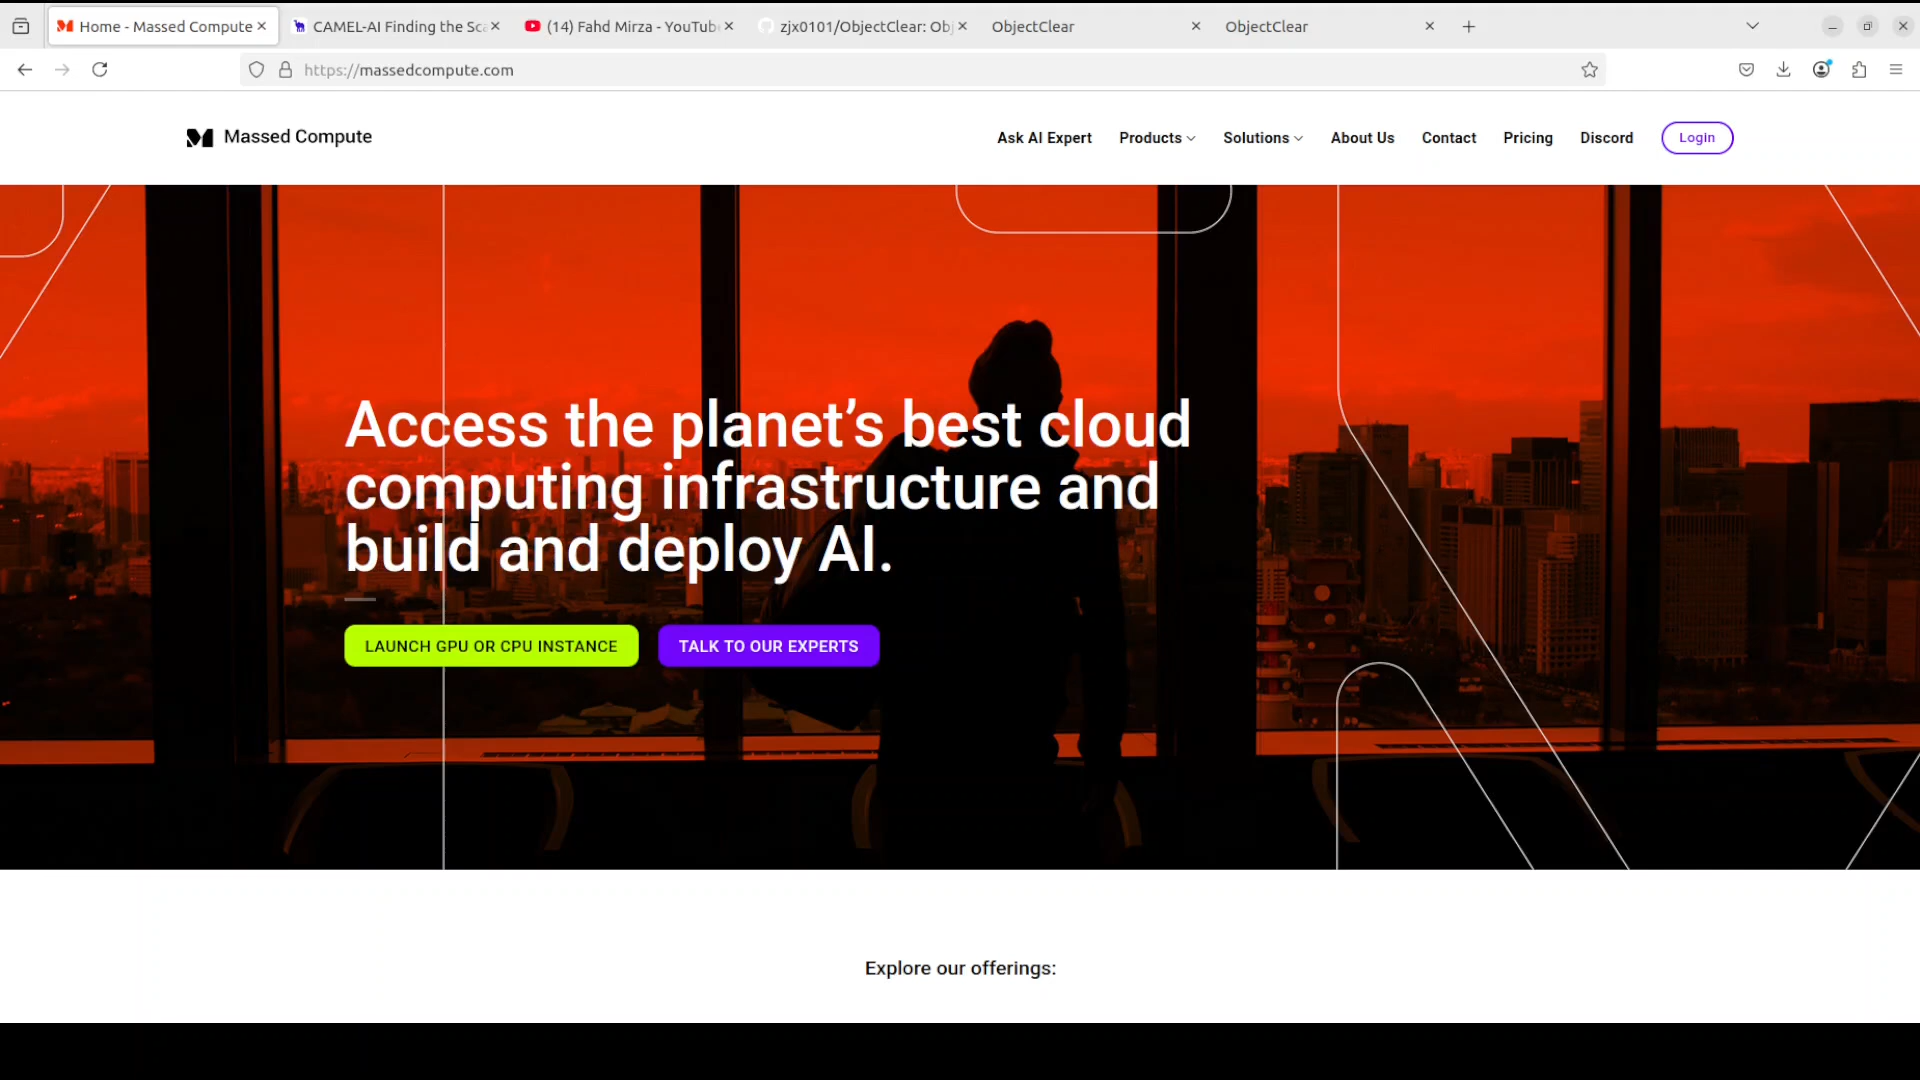 Home - Massed Compute
CAMEL-AI Finding the Sca
(14) Fahd Mirza - YouTub
zjx0101/ObjectClear: Obj
ObjectClear
ObjectClear
https://massedcompute.com
Massed Compute
Ask AI Expert
Products
Solutions
About Us
Contact
Pricing
Discord
Login
Access the planet’s best cloud
computing infrastructure and
build and deploy AI.
LAUNCH GPU OR CPU INSTANCE
TALK TO OUR EXPERTS
Explore our offerings: